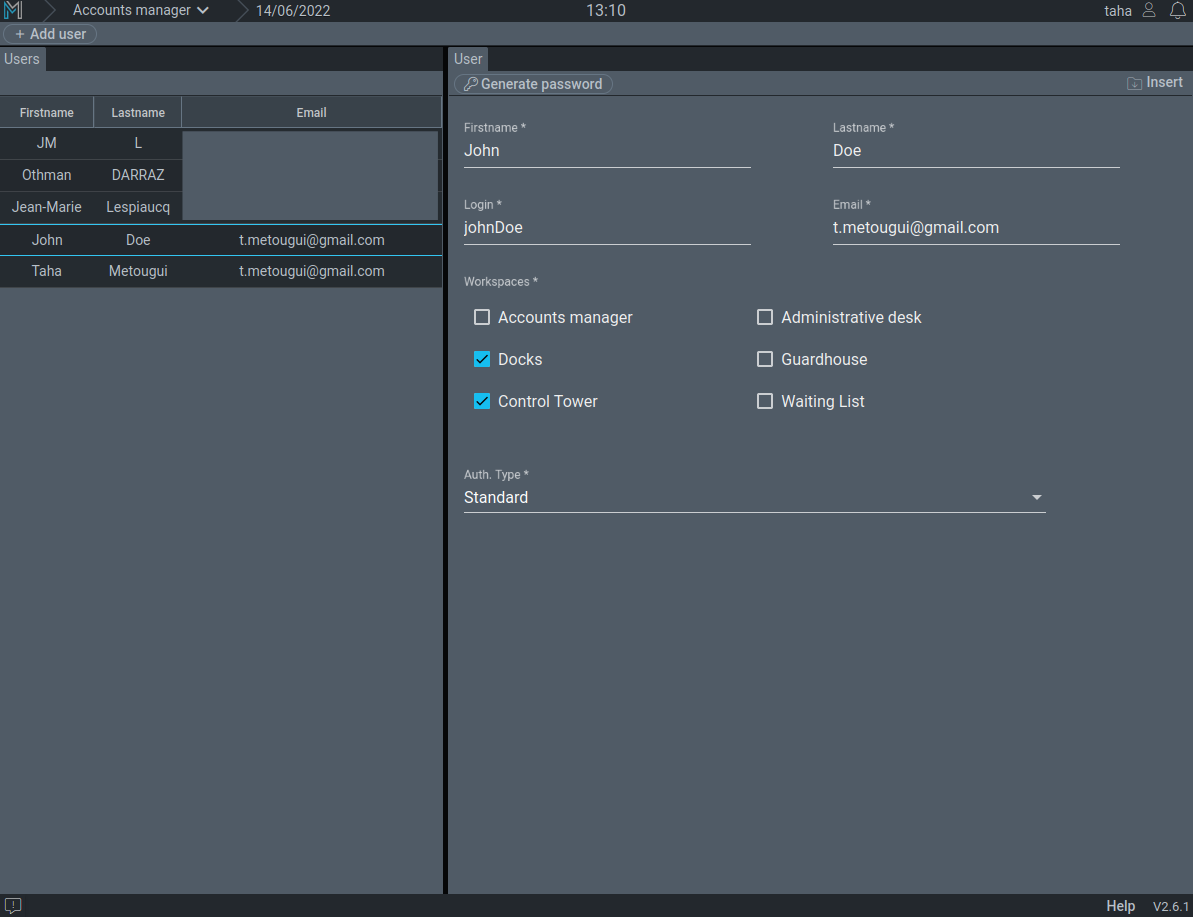 Accounts manager 14/06/2022 13:10 taha
+ Add user
Users
Firstname Lastname Email
JM L
Othman DARRAZ
Jean-Marie Lespiaucq
John Doe t.metougui@gmail.com
Taha Metougui t.metougui@gmail.com
User
Generate password Insert
Firstname * Lastname *
John Doe
Login * Email *
johnDoe t.metougui@gmail.com
Workspaces *
Accounts manager Administrative desk
Docks Guardhouse
Control Tower Waiting List
Auth. Type *
Standard
Help V2.6.1